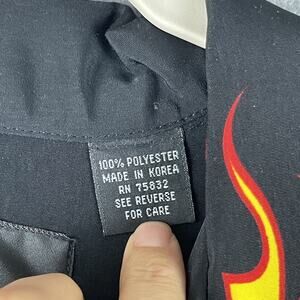 100% POLYESTER
MADE IN KOREA
RN 75832
SEE REVERSE
FOR CARE